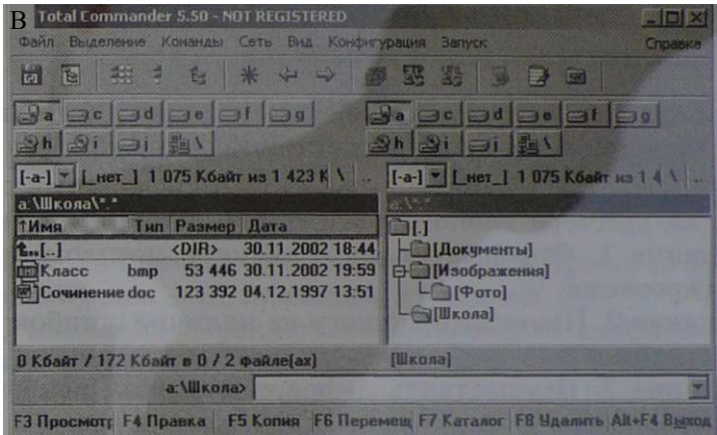 В Total Commander 5.50 - NOT REGISTERED
Файл Выделение Команды Сеть Вид Конфигурация Запуск Справка
a c d e f g a c d e f g
h i j \ h i j \
[-a-] [_нет_] 1 075 Кбайт из 1 423 К \ .. [-a-] [_нет_] 1 075 Кбайт из 1 4 \ ..
a:\Школа\*.* a:\*.*
↑Имя Тип Размер Дата [.]
[..] <DIR> 30.11.2002 18:44 [Документы]
Класс bmp 53 446 30.11.2002 19:59 [Изображения]
Сочинение doc 123 392 04.12.1997 13:51 [Фото]
[Школа]
0 Кбайт / 172 Кбайт в 0 / 2 файле(ах) [Школа]
a:\Школа>
F3 Просмотр F4 Правка F5 Копия F6 Перемещ F7 Каталог F8 Удалить Alt+F4 Выход